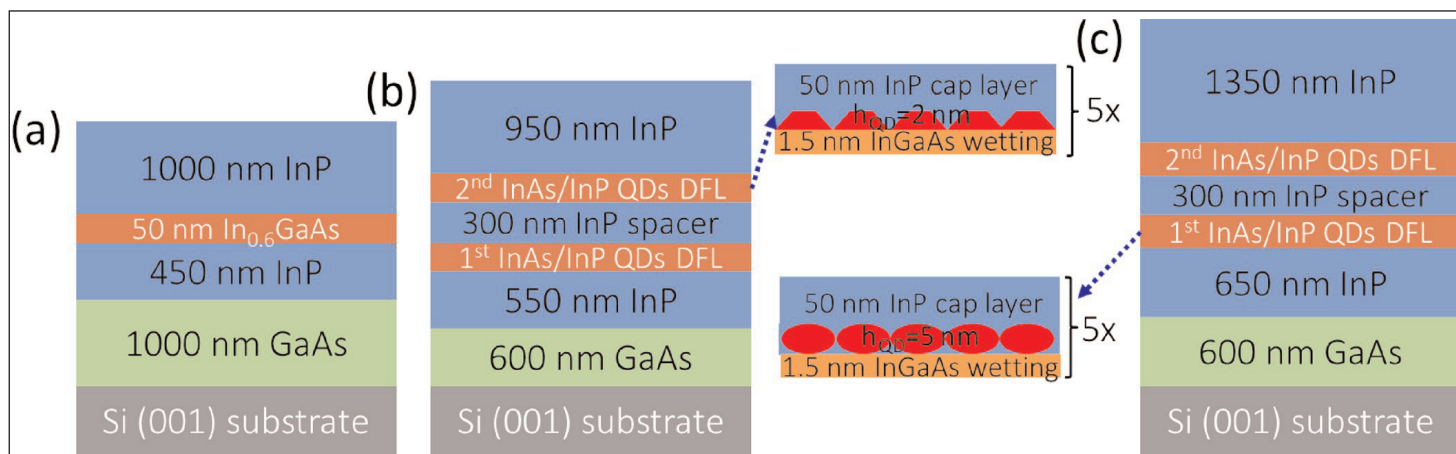 (a)
1000 nm InP
50 nm In0.6GaAs
450 nm InP
1000 nm GaAs
Si (001) substrate
(b)
950 nm InP
2nd InAs/InP QDs DFL
300 nm InP spacer
1st InAs/InP QDs DFL
550 nm InP
600 nm GaAs
Si (001) substrate
50 nm InP cap layer
hQD=2 nm
1.5 nm InGaAs wetting
5x
50 nm InP cap layer
hQD=5 nm
1.5 nm InGaAs wetting
5x
(c)
1350 nm InP
2nd InAs/InP QDs DFL
300 nm InP spacer
1st InAs/InP QDs DFL
650 nm InP
600 nm GaAs
Si (001) substrate